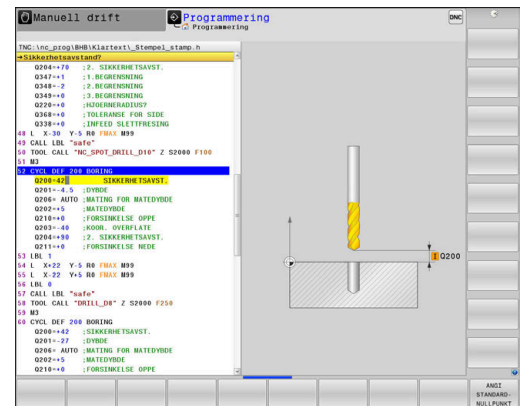 Manuell drift
Programmering
Programmering
DNC
TNC:\nc_prog\BHB\Klartext\_Stempel_stamp.h
→Sikkerhetsavstand?
Q204=+70 ;2. SIKKERHETSAVST.
Q347=+1 ;1.BEGRENSNING
Q348=-2 ;2.BEGRENSNING
Q349=+0 ;3.BEGRENSNING
Q220=+0 ;HJOERNERADIUS?
Q368=+0 ;TOLERANSE FOR SIDE
Q338=+0 ;INFEED SLETTFRESING
48 L X-30 Y-5 R0 FMAX M99
49 CALL LBL "safe"
50 TOOL CALL "NC_SPOT_DRILL_D10" Z S2000 F100
51 M3
52 CYCL DEF 200 BORING
Q200=42 SIKKERHETSAVST.
Q201=-4.5 ;DYBDE
Q206= AUTO ;MATING FOR MATEDYBDE
Q202=+5 ;MATEDYBDE
Q210=+0 ;FORSINKELSE OPPE
Q203=-40 ;KOOR. OVERFLATE
Q204=+90 ;2. SIKKERHETSAVST.
Q211=+0 ;FORSINKELSE NEDE
53 LBL 1
54 L X+22 Y-5 R0 FMAX M99
55 L X-22 Y+5 R0 FMAX M99
56 LBL 0
57 CALL LBL "safe"
58 TOOL CALL "DRILL_D8" Z S2000 F250
59 M3
60 CYCL DEF 200 BORING
Q200=+42 ;SIKKERHETSAVST.
Q201=-27 ;DYBDE
Q206= AUTO ;MATING FOR MATEDYBDE
Q202=+5 ;MATEDYBDE
Q210=+0 ;FORSINKELSE OPPE
Q200
ANGI
STANDARD-
NULLPUNKT